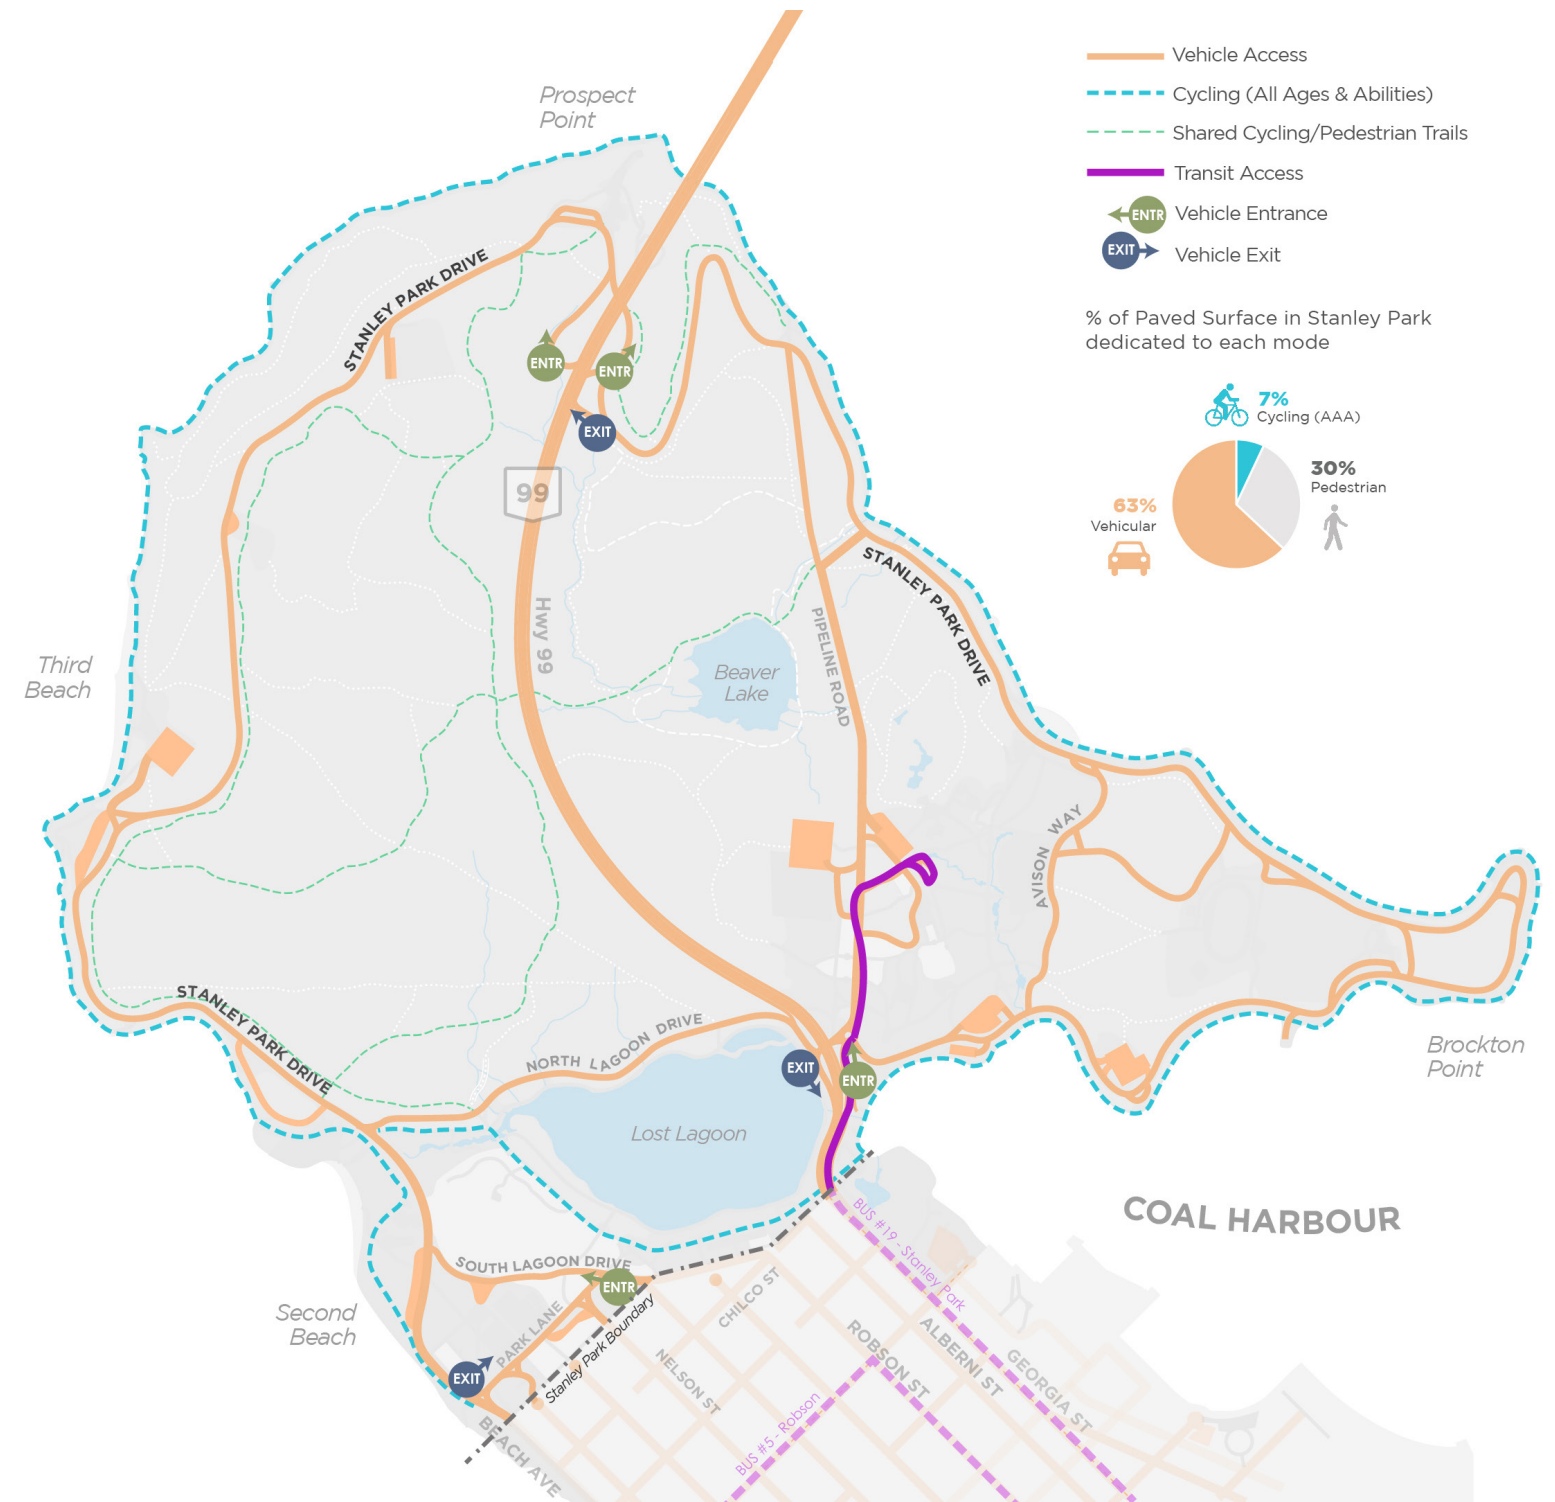 Prospect
Point
Vehicle Access
Cycling (All Ages & Abilities)
Shared Cycling/Pedestrian Trails
Transit Access
ENTR
Vehicle Entrance
EXIT
Vehicle Exit
% of Paved Surface in Stanley Park
dedicated to each mode
7%
Cycling (AAA)
30%
Pedestrian
63%
Vehicular
STANLEY PARK DRIVE
ENTR
ENTR
EXIT
99
Hwy 99
STANLEY PARK DRIVE
PIPELINE ROAD
Beaver
Lake
Third
Beach
AVISON WAY
STANLEY PARK DRIVE
NORTH LAGOON DRIVE
EXIT
ENTR
Brockton
Point
Lost Lagoon
COAL HARBOUR
BUS #19 - Stanley Park
SOUTH LAGOON DRIVE
ENTR
Second
Beach
PARK LANE
Stanley Park Boundary
CHILCO ST
EXIT
NELSON ST
ROBSON ST
ALBERNI ST
GEORGIA ST
BUS #5 - Robson
BEACH AVE